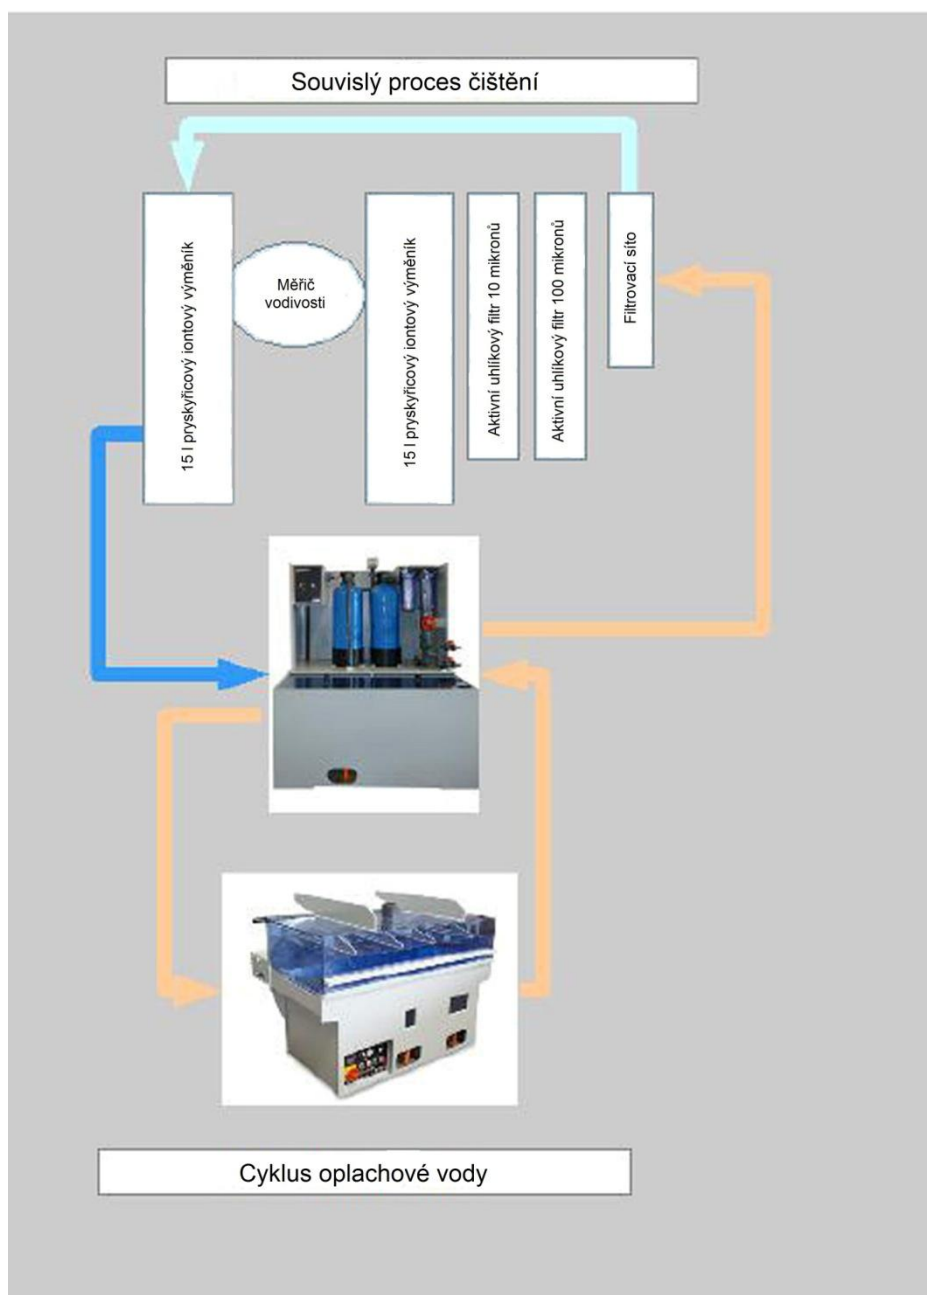 Souvislý proces čištění
15 l pryskyřicový iontový výměník
Měřič
vodivosti
15 l pryskyřicový iontový výměník
Aktivní uhlíkový filtr 10 mikronů
Aktivní uhlíkový filtr 100 mikronů
Filtrovací síto
Cyklus oplachové vody